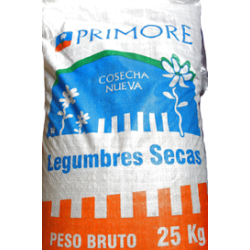 PRIMORE
COSECHA
NUEVA
Legumbres Secas
PESO BRUTO 25 Kg